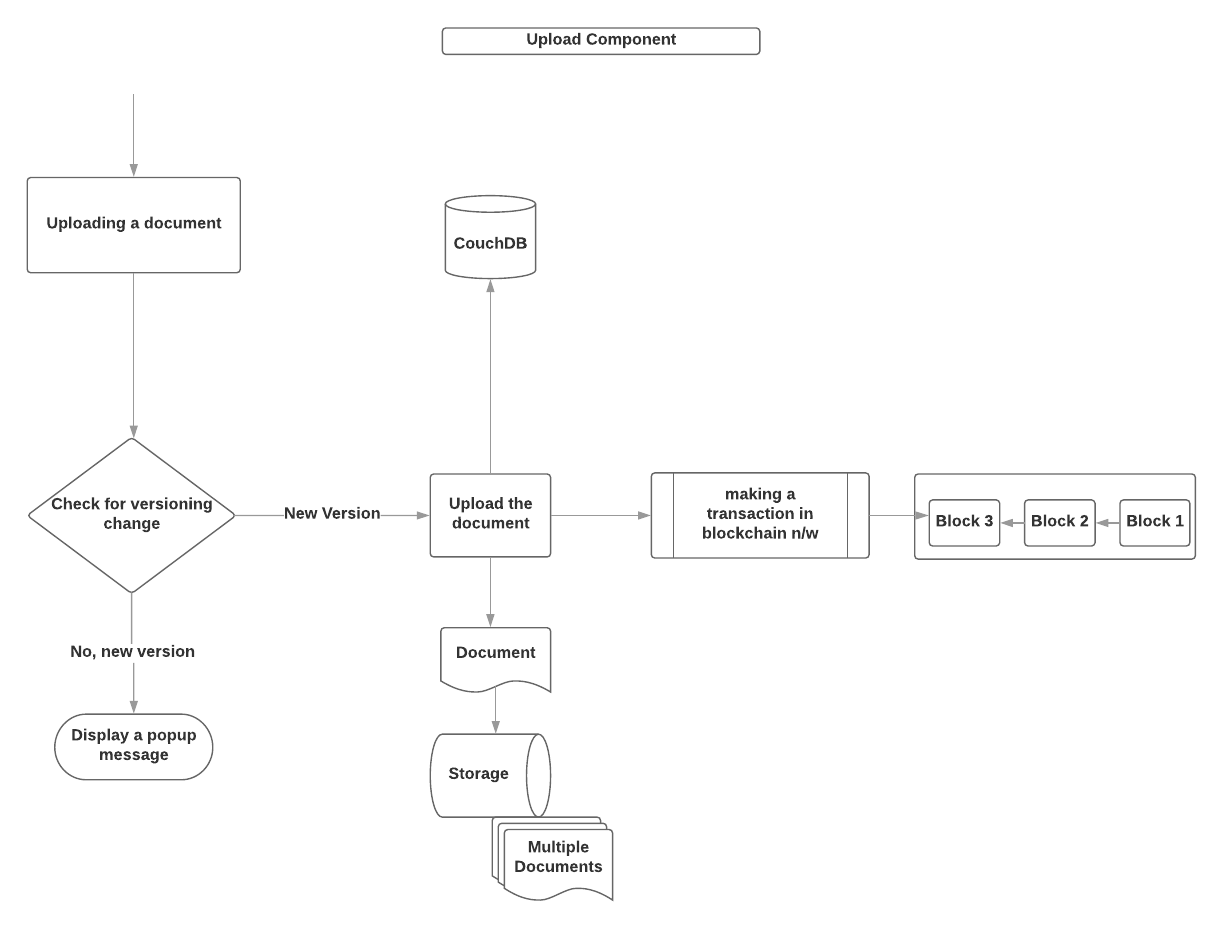 Upload Component
Uploading a document
CouchDB
Check for versioning
change
New Version
Upload the
document
making a
transaction in
blockchain n/w
Block 3
Block 2
Block 1
No, new version
Document
Display a popup
message
Storage
Multiple
Documents